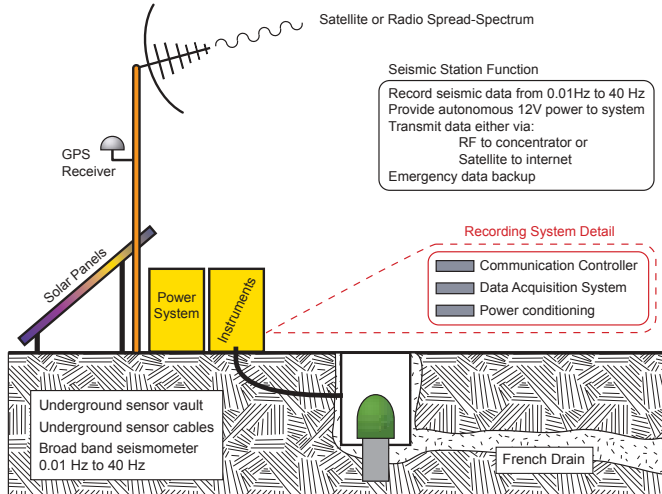 Satellite or Radio Spread-Spectrum
Seismic Station Function
Record seismic data from 0.01Hz to 40 Hz
Provide autonomous 12V power to system
Transmit data either via:
RF to concentrator or
Satellite to internet
Emergency data backup
GPS
Receiver
Solar Panels
Power
System
Instruments
Recording System Detail
Communication Controller
Data Acquisition System
Power conditioning
Underground sensor vault
Underground sensor cables
Broad band seismometer
0.01 Hz to 40 Hz
French Drain